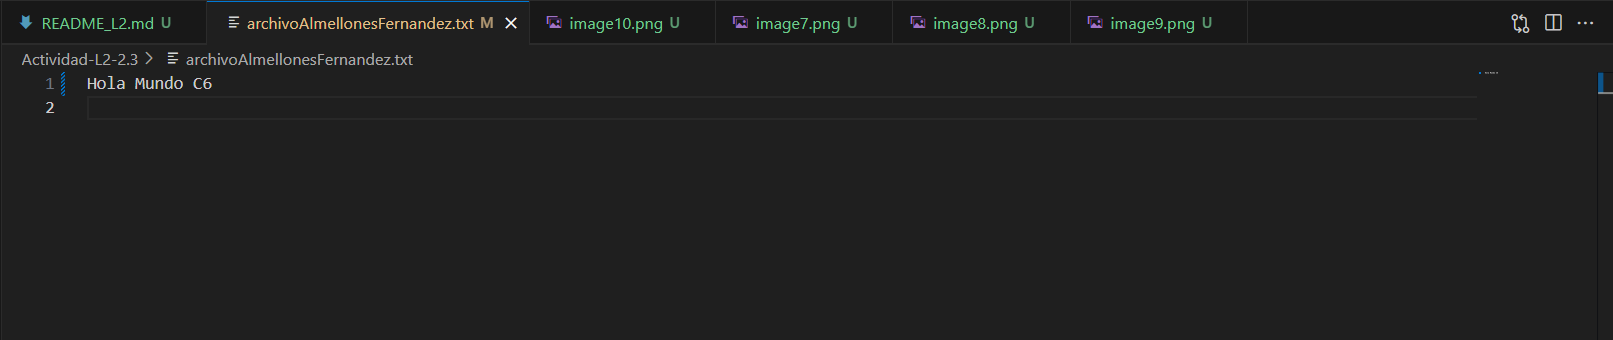 README_L2.md U archivoAlmellonesFernandez.txt M image10.png U image7.png U image8.png U image9.png U
Actividad-L2-2.3 > archivoAlmellonesFernandez.txt
1 Hola Mundo C6
2